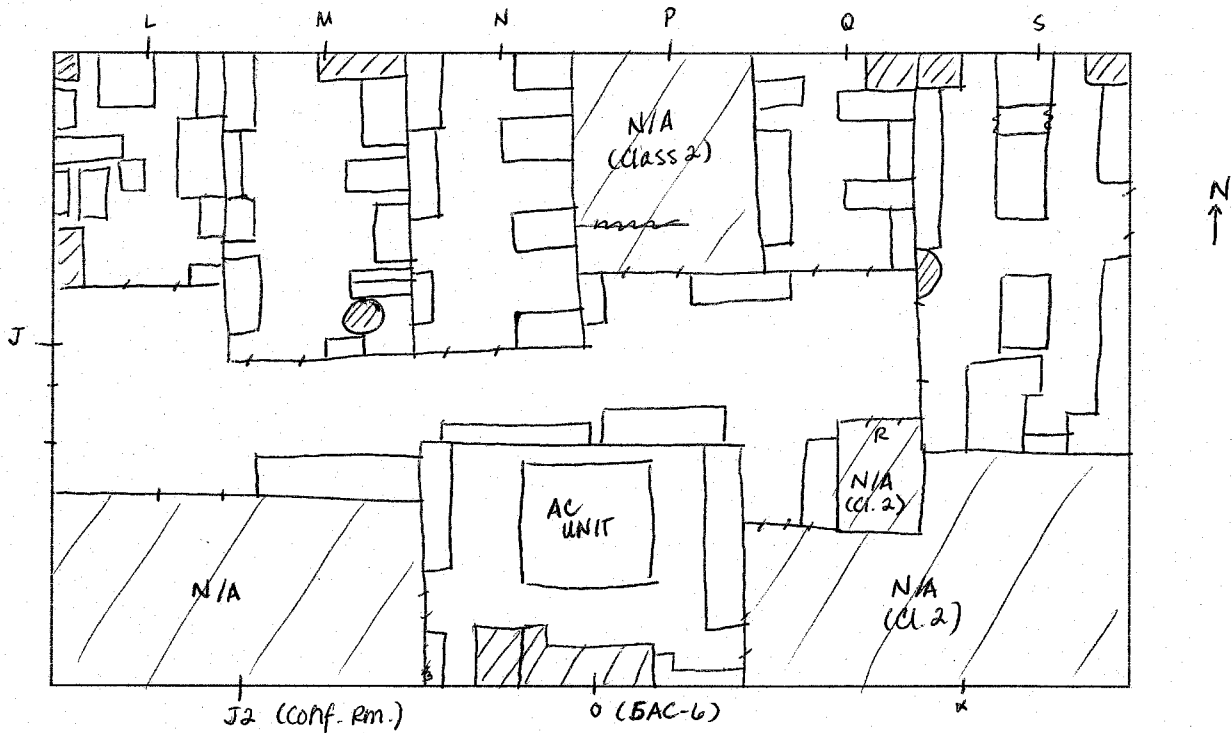 L M N P Q S
N/A
(Class 2)
N
J
R
N/A
(Cl. 2)
AC
UNIT
N/A
N/A
(Cl. 2)
J2 (Conf. Rm.)
O (5AC-6)
K